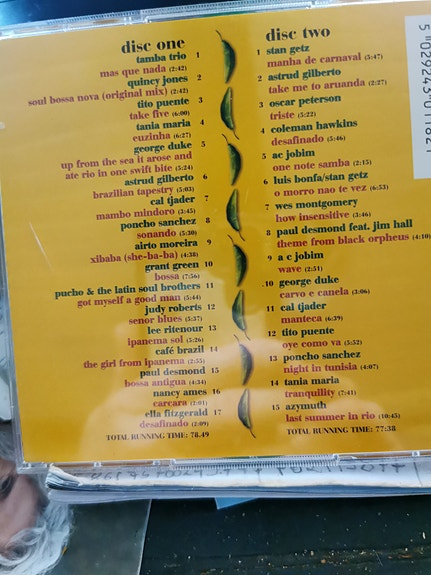 disc one
tamba trio 1
mas que nada (2:42)
quincy jones 2
soul bossa nova (original mix) (2:42)
tito puente 3
take five (6:00)
tania maria 4
euzinha (6:27)
george duke 5
up from the sea it arose and
ate rio in one swift bite (5:24)
astrud gilberto 6
brazilian tapestry (5:03)
cal tjader 7
mambo mindoro (3:45)
poncho sanchez 8
sonando (5:30)
airto moreira 9
xibaba (she-ba-ba) (4:38)
grant green 10
bossa (7:56)
pucho & the latin soul brothers 11
got myself a good man (5:44)
judy roberts 12
senor blues (5:37)
lee ritenour 13
ipanema sol (5:26)
café brazil 14
the girl from ipanema (2:55)
paul desmond 15
bossa antigua (4:34)
nancy ames 16
carcara (2:01)
ella fitzgerald 17
desafinado (2:09)
TOTAL RUNNING TIME: 78.49
disc two
1 stan getz
manha de carnaval (5:47)
2 astrud gilberto
take me to aruanda (2:27)
3 oscar peterson
triste (5:22)
4 coleman hawkins
desafinado (5:46)
5 ac jobim
one note samba (2:15)
6 luis bonfa/stan getz
o morro nao te vez (6:53)
7 wes montgomery
how insensitive (3:46)
8 paul desmond feat. jim hall
theme from black orpheus (4:10)
9 a c jobim
wave (2:51)
.10 george duke
carvo e canela (3:06)
11 cal tjader
manteca (6:39)
12 tito puente
oye como va (5:52)
13 poncho sanchez
night in tunisia (4:07)
14 tania maria
tranquility (7:41)
15 azymuth
last summer in rio (10:45)
TOTAL RUNNING TIME: 77:38